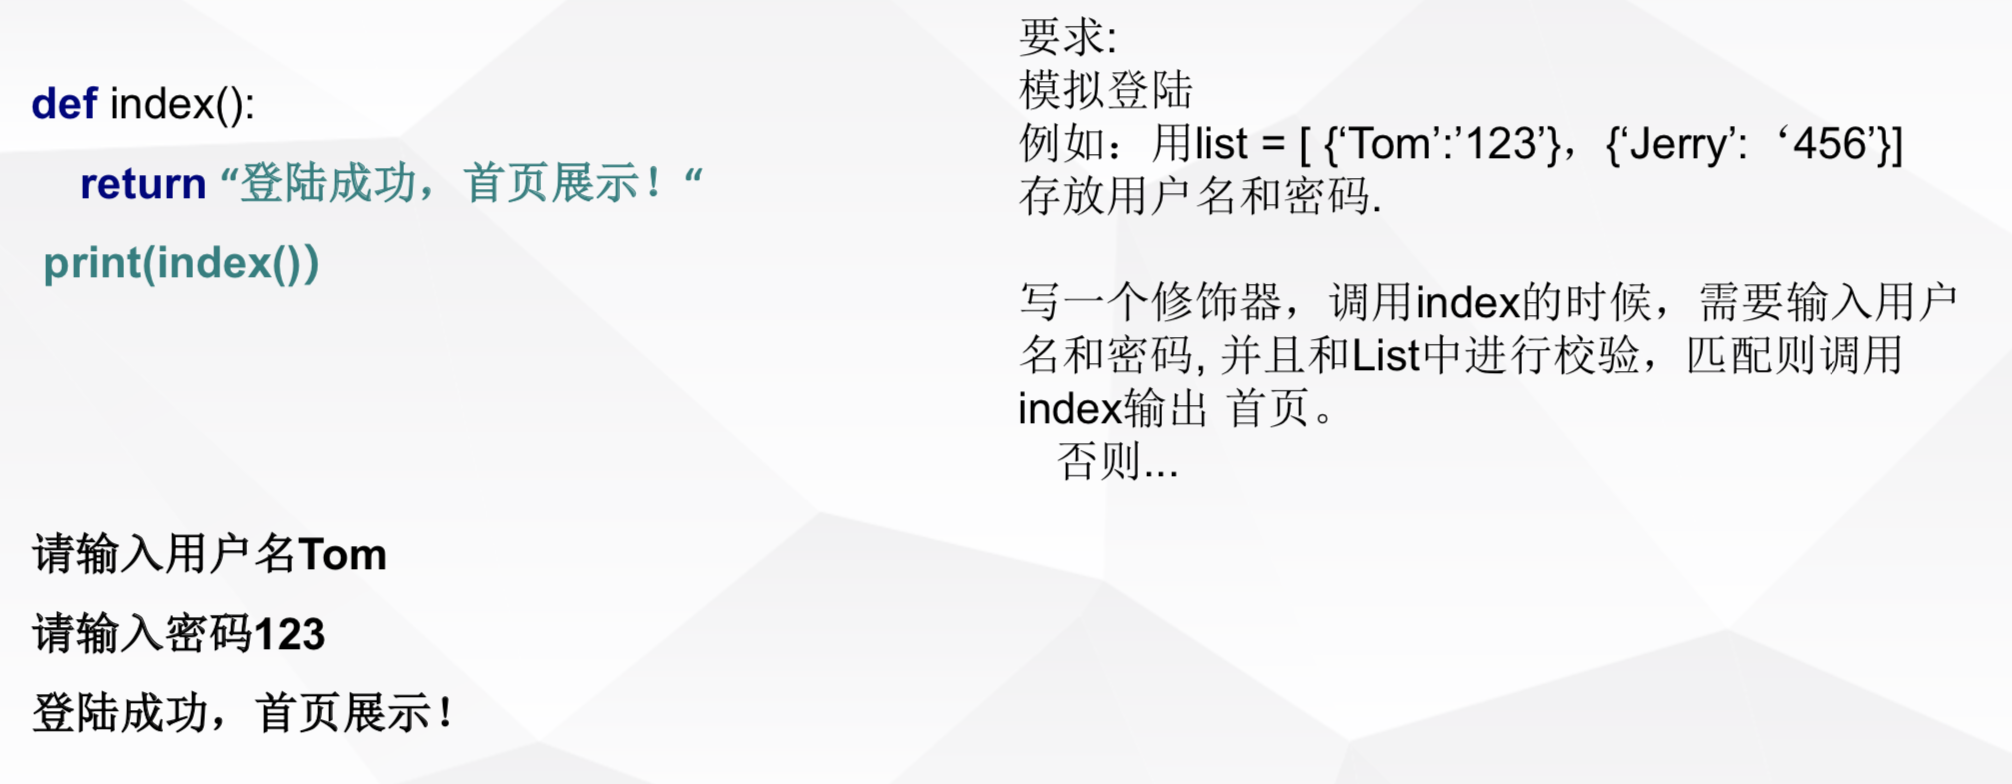 def index():
return “登陆成功，首页展示！“
print(index())
请输入用户名Tom
请输入密码123
登陆成功，首页展示！
要求:
模拟登陆
例如：用list = [ {‘Tom’:’123’}，{‘Jerry’:‘456’}]
存放用户名和密码.
写一个修饰器，调用index的时候，需要输入用户
名和密码, 并且和List中进行校验，匹配则调用
index输出 首页。
否则...